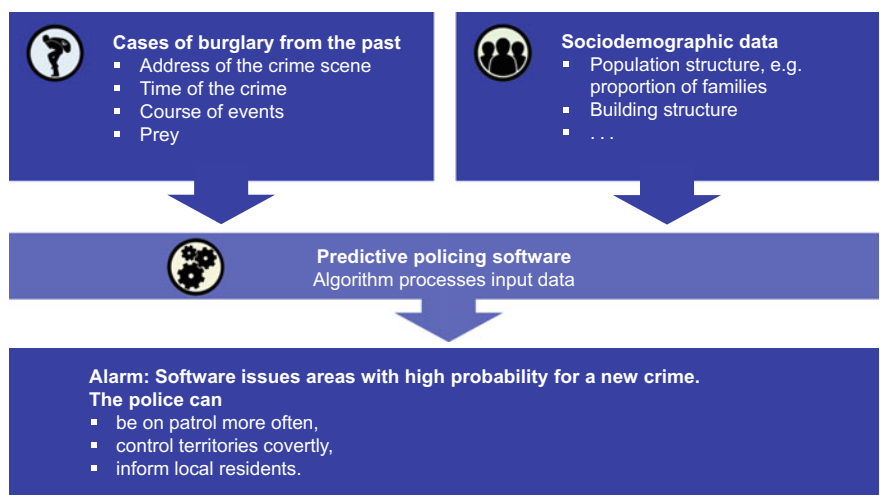 Cases of burglary from the past
▪ Address of the crime scene
▪ Time of the crime
▪ Course of events
▪ Prey
Sociodemographic data
▪ Population structure, e.g.
proportion of families
▪ Building structure
▪ . . .
Predictive policing software
Algorithm processes input data
Alarm: Software issues areas with high probability for a new crime.
The police can
▪ be on patrol more often,
▪ control territories covertly,
▪ inform local residents.